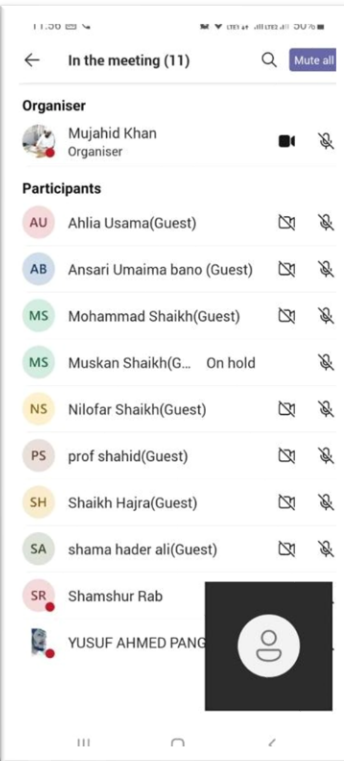 50%
In the meeting (11)
Mute all
Organiser
Mujahid Khan
Organiser
Participants
AU Ahlia Usama(Guest)
AB Ansari Umaima bano (Guest)
MS Mohammad Shaikh(Guest)
MS Muskan Shaikh(G... On hold
NS Nilofar Shaikh(Guest)
PS prof shahid(Guest)
SH Shaikh Hajra(Guest)
SA shama hader ali(Guest)
SR Shamshur Rab
YUSUF AHMED PANG